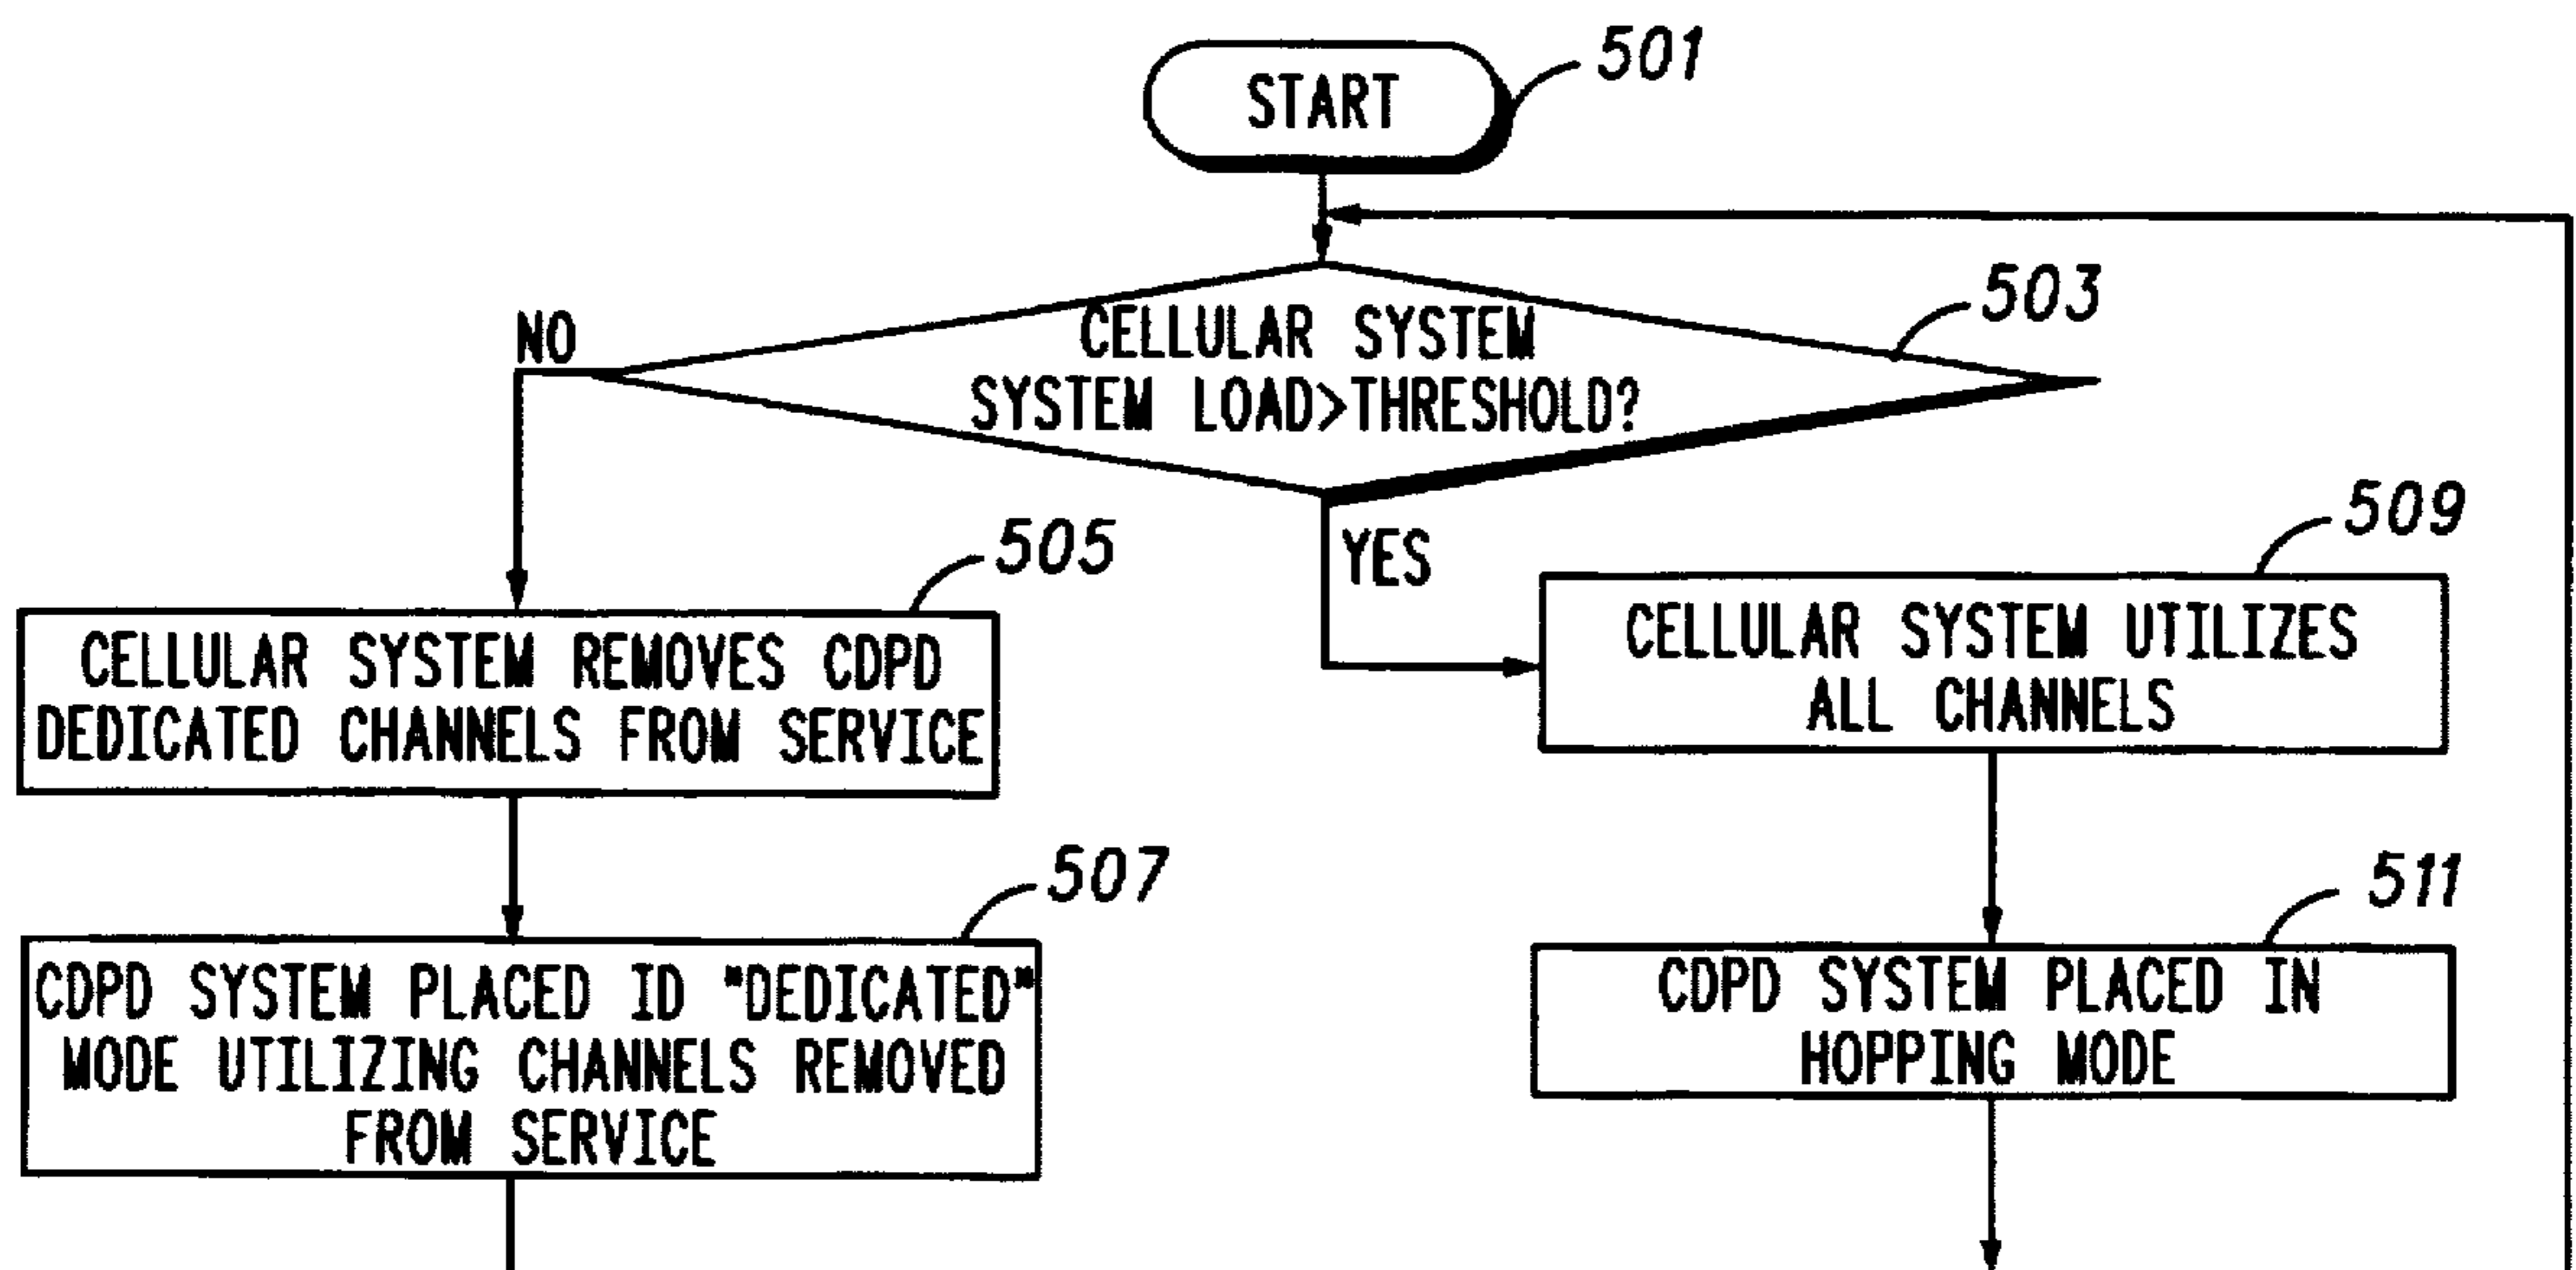 START
501
CELLULAR SYSTEM
SYSTEM LOAD>THRESHOLD?
503
NO
YES
505
CELLULAR SYSTEM REMOVES CDPD
DEDICATED CHANNELS FROM SERVICE
509
CELLULAR SYSTEM UTILIZES
ALL CHANNELS
507
CDPD SYSTEM PLACED ID "DEDICATED"
MODE UTILIZING CHANNELS REMOVED
FROM SERVICE
511
CDPD SYSTEM PLACED IN
HOPPING MODE